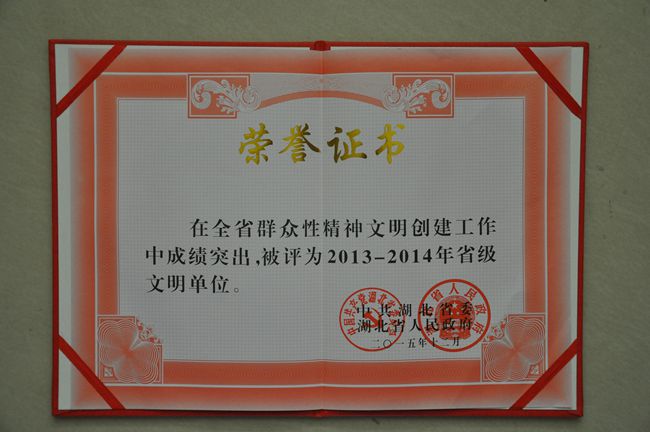 荣誉证书
在全省群众性精神文明创建工作
中成绩突出,被评为2013-2014年省级
文明单位。
中共湖北省委
湖北省人民政府
二〇一五年十二月